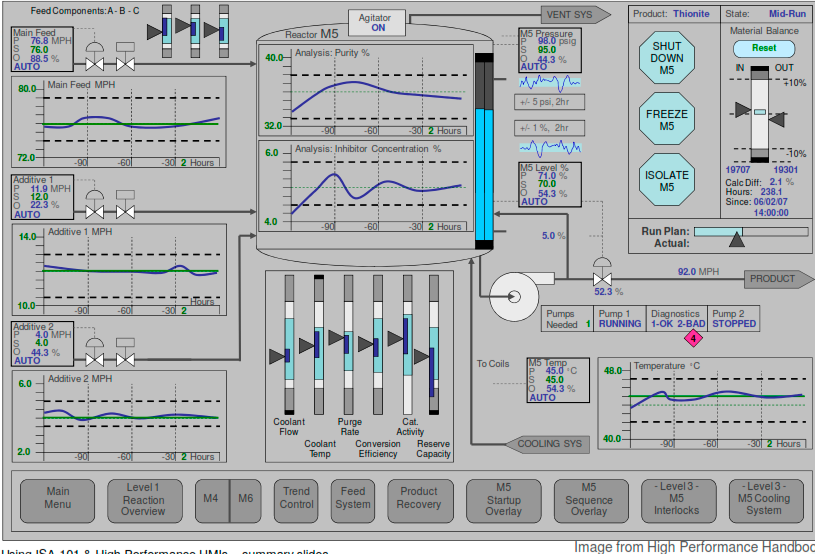 Feed Components: A - B - C
Agitator
ON
VENT SYS
Product: Thionite
State: Mid-Run
Main Feed
P 76.8 MPH
S 76.0
O 88.5 %
AUTO
Reactor M5
M5 Pressure
P 98.0 psig
S 95.0
O 44.3 %
AUTO
SHUT
DOWN
M5
Material Balance
Reset
IN OUT
+10%
Analysis: Purity %
40.0
32.0
-90 -60 -30 2 Hours
Main Feed MPH
80.0
72.0
-90 -60 -30 2 Hours
+/- 5 psi, 2hr
+/- 1 %, 2hr
FREEZE
M5
-10%
Analysis: Inhibitor Concentration %
6.0
4.0
-90 -60 -30 2 Hours
M5 Level %
P 71.0 %
S 70.0
O 54.3 %
AUTO
ISOLATE
M5
19707 19301
Calc Diff: 2.1 %
Hours: 238.1
Since: 06/02/07
14:00:00
Additive 1
P 11.9 MPH
S 12.0
O 22.3 %
AUTO
Additive 1 MPH
14.0
10.0
-90 -60 -30 2 Hours
5.0 %
Run Plan:
Actual:
92.0 MPH
PRODUCT
52.3 %
Pumps
Needed 1
Pump 1
RUNNING
Diagnostics
1-OK 2-BAD
Pump 2
STOPPED
4
Additive 2
P 4.0 MPH
S 4.0
O 44.3 %
AUTO
Additive 2 MPH
6.0
2.0
-90 -60 -30 2 Hours
Coolant
Flow
Coolant
Temp
Purge
Rate
Conversion
Efficiency
Cat.
Activity
Reserve
Capacity
To Coils
M5 Temp
P 45.0 °C
S 45.0
O 54.3 %
AUTO
COOLING SYS
Temperature °C
48.0
40.0
-90 -60 -30 2 Hours
Main
Menu
Level 1
Reaction
Overview
M4 M6
Trend
Control
Feed
System
Product
Recovery
M5
Startup
Overlay
M5
Sequence
Overlay
- Level 3 -
M5
Interlocks
- Level 3 -
M5 Cooling
System
Image from High Performance Handboo